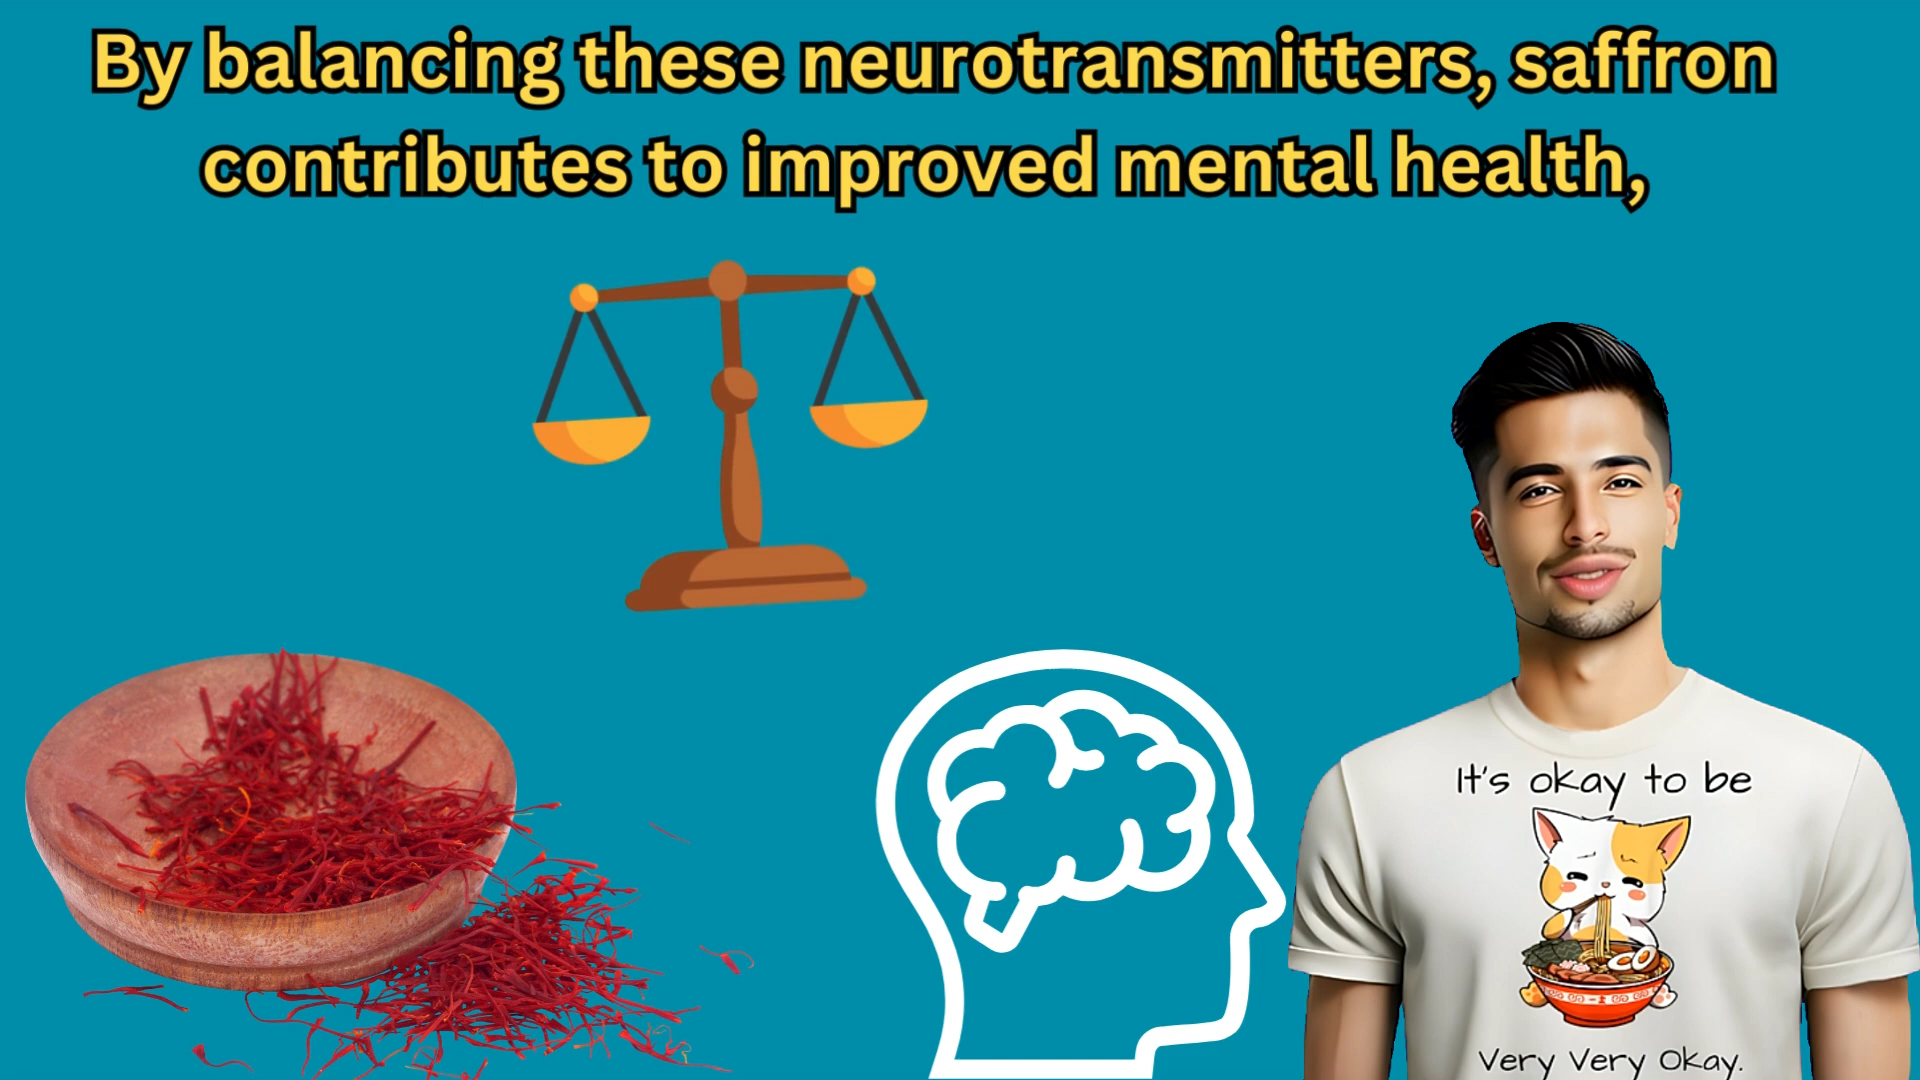 By balancing these neurotransmitters, saffron
contributes to improved mental health,
It's okay to be
Very Very Okay.